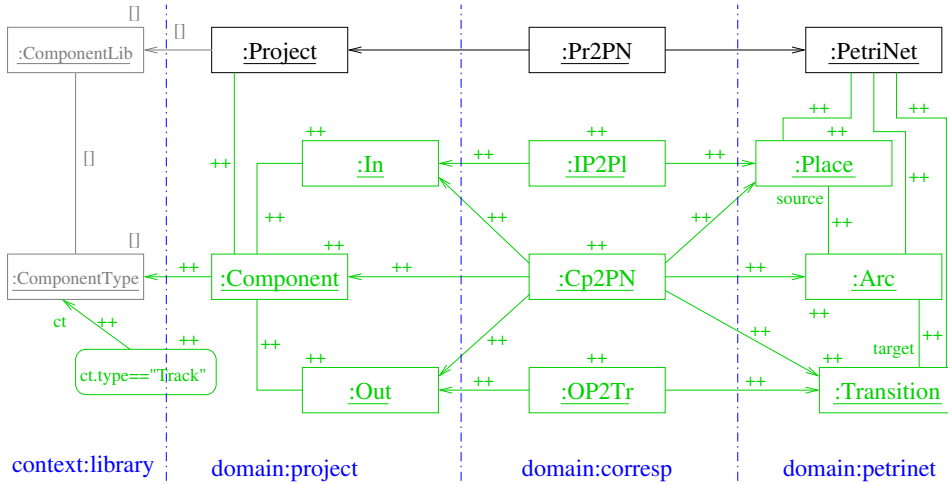 []
[]
:ComponentLib
:Project
:Pr2PN
:PetriNet
++
++
++
++
++
++
++
[]
++
:In
++
:IP2Pl
++
:Place
++
source
++
++
++
[]
++
++
++
:ComponentType
++
:Component
++
:Cp2PN
++
:Arc
++
ct
++
++
++
++
++
++
target
++
++
++
ct.type=="Track"
:Out
++
:OP2Tr
++
:Transition
context:library
domain:project
domain:corresp
domain:petrinet